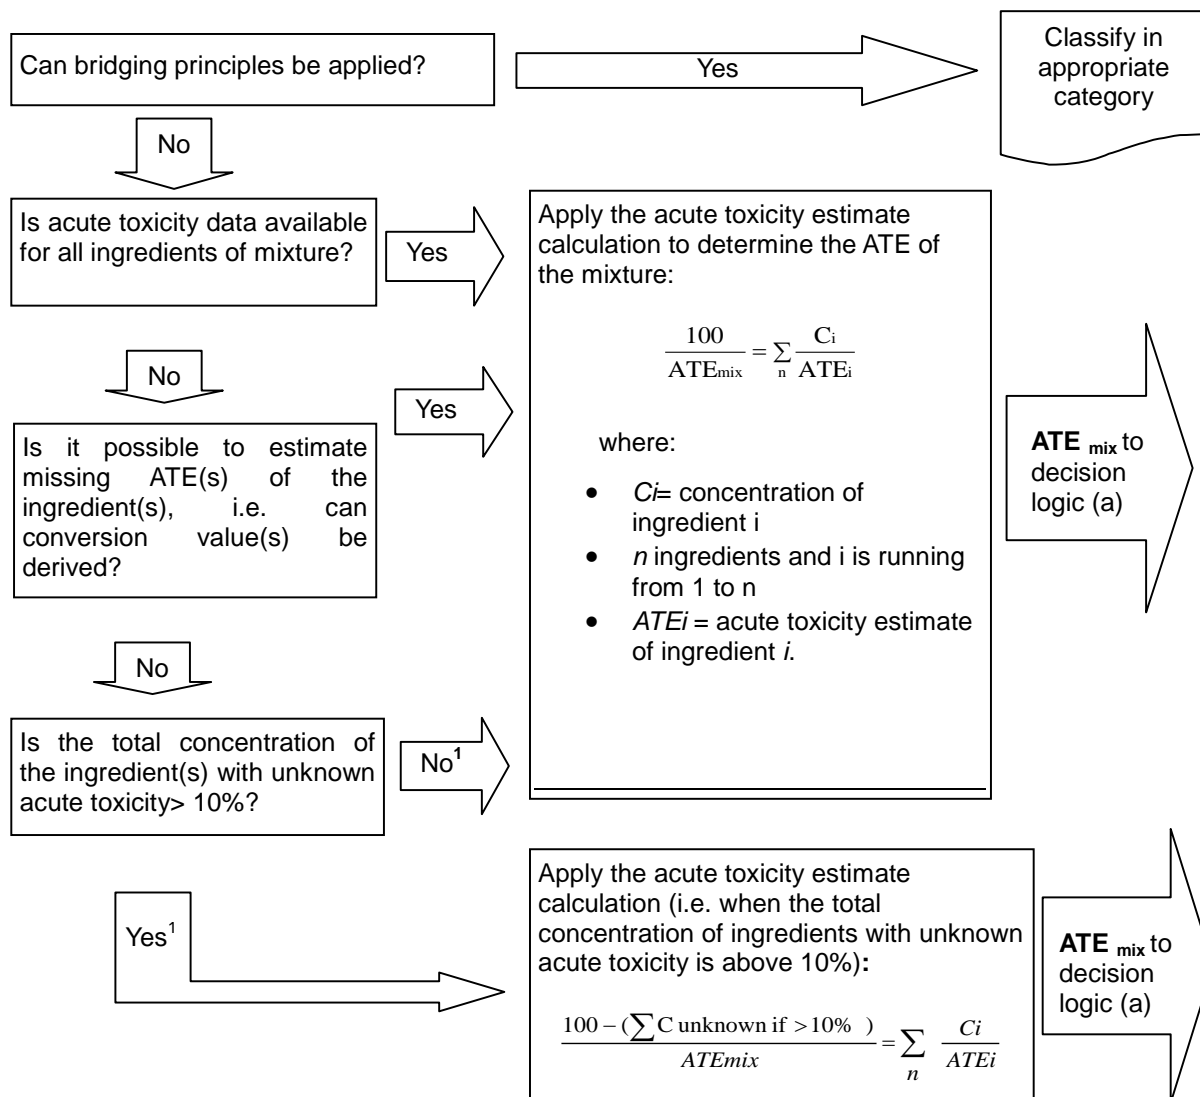 Can bridging principles be applied?
Yes
Classify in
appropriate
category
No
Is acute toxicity data available
for all ingredients of mixture?
Yes
Apply the acute toxicity estimate
calculation to determine the ATE of
the mixture:
100 / ATEmix = ∑n Ci / ATEi
where:
• Ci= concentration of
ingredient i
• n ingredients and i is running
from 1 to n
• ATEi = acute toxicity estimate
of ingredient i.
ATE mix to
decision
logic (a)
No
Yes
Is it possible to estimate
missing ATE(s) of the
ingredient(s), i.e. can
conversion value(s) be
derived?
No
Is the total concentration of
the ingredient(s) with unknown
acute toxicity> 10%?
No¹
Yes¹
Apply the acute toxicity estimate
calculation (i.e. when the total
concentration of ingredients with unknown
acute toxicity is above 10%):
100 − (∑ C unknown if >10% ) / ATEmix = ∑n Ci / ATEi
ATE mix to
decision
logic (a)